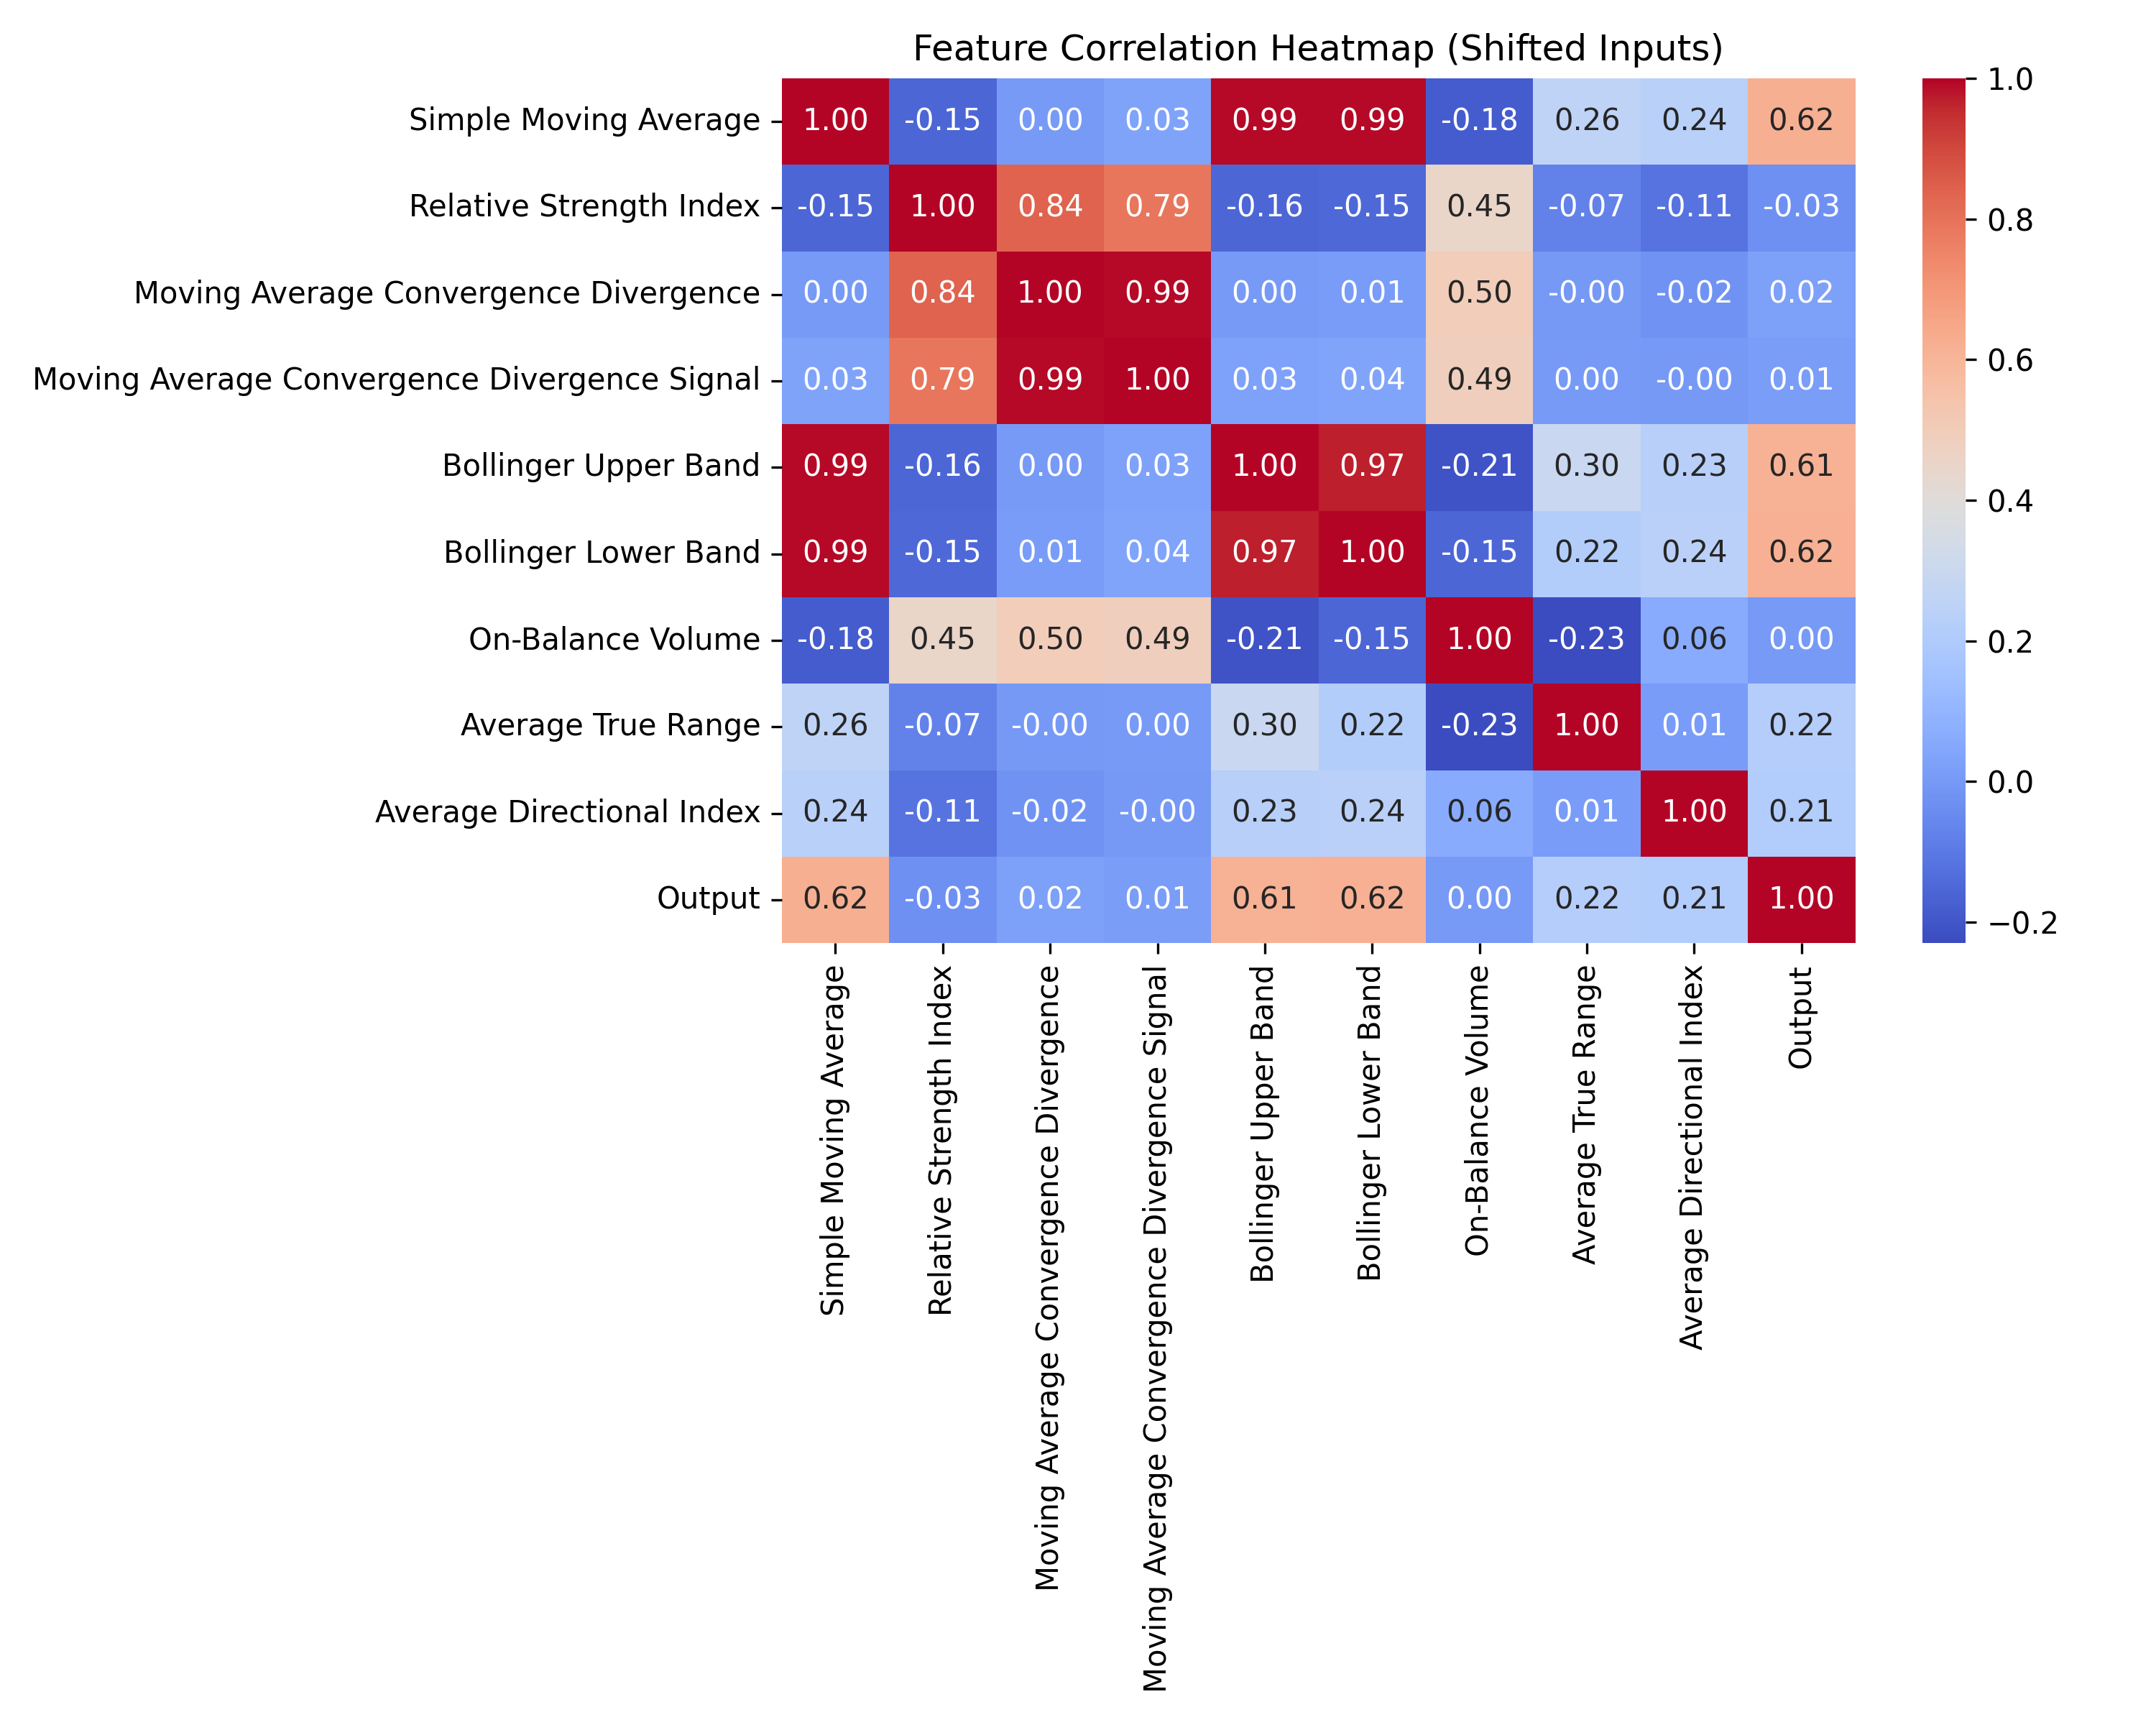 Feature Correlation Heatmap (Shifted Inputs)
Simple Moving Average 1.00 -0.15 0.00 0.03 0.99 0.99 -0.18 0.26 0.24 0.62
Relative Strength Index -0.15 1.00 0.84 0.79 -0.16 -0.15 0.45 -0.07 -0.11 -0.03
Moving Average Convergence Divergence 0.00 0.84 1.00 0.99 0.00 0.01 0.50 -0.00 -0.02 0.02
Moving Average Convergence Divergence Signal 0.03 0.79 0.99 1.00 0.03 0.04 0.49 0.00 -0.00 0.01
Bollinger Upper Band 0.99 -0.16 0.00 0.03 1.00 0.97 -0.21 0.30 0.23 0.61
Bollinger Lower Band 0.99 -0.15 0.01 0.04 0.97 1.00 -0.15 0.22 0.24 0.62
On-Balance Volume -0.18 0.45 0.50 0.49 -0.21 -0.15 1.00 -0.23 0.06 0.00
Average True Range 0.26 -0.07 -0.00 0.00 0.30 0.22 -0.23 1.00 0.01 0.22
Average Directional Index 0.24 -0.11 -0.02 -0.00 0.23 0.24 0.06 0.01 1.00 0.21
Output 0.62 -0.03 0.02 0.01 0.61 0.62 0.00 0.22 0.21 1.00
Simple Moving Average
Relative Strength Index
Moving Average Convergence Divergence
Moving Average Convergence Divergence Signal
Bollinger Upper Band
Bollinger Lower Band
On-Balance Volume
Average True Range
Average Directional Index
Output
1.0
0.8
0.6
0.4
0.2
0.0
−0.2